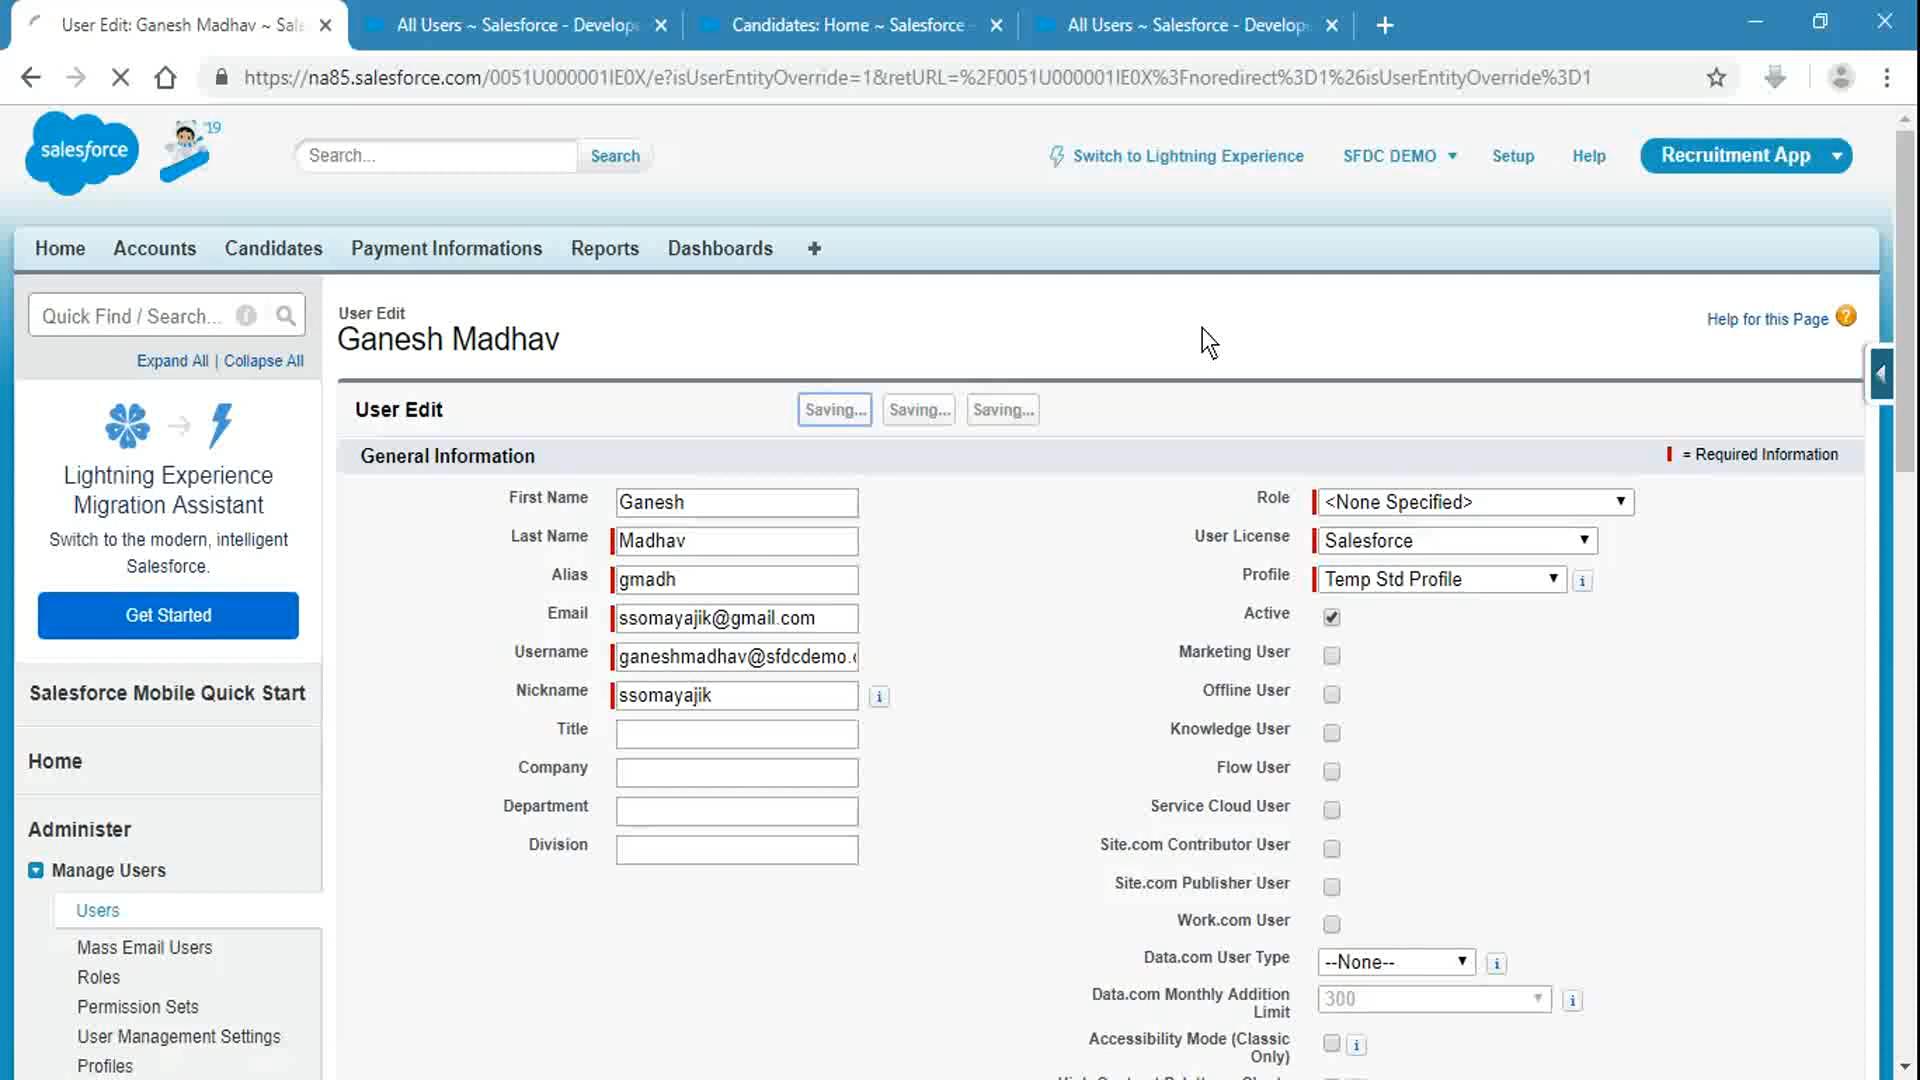 User Edit: Ganesh Madhav ~ Sale
All Users ~ Salesforce - Develop
Candidates: Home ~ Salesforce -
All Users ~ Salesforce - Develop
https://na85.salesforce.com/0051U000001IE0X/e?isUserEntityOverride=1&retURL=%2F0051U000001IE0X%3Fnoredirect%3D1%26isUserEntityOverride%3D1
salesforce
'19
Search...
Search
Switch to Lightning Experience
SFDC DEMO
Setup
Help
Recruitment App
Home
Accounts
Candidates
Payment Informations
Reports
Dashboards
Quick Find / Search...
Expand All | Collapse All
Lightning Experience
Migration Assistant
Switch to the modern, intelligent
Salesforce.
Get Started
Salesforce Mobile Quick Start
Home
Administer
Manage Users
Users
Mass Email Users
Roles
Permission Sets
User Management Settings
Profiles
User Edit
Ganesh Madhav
Help for this Page
User Edit
Saving...
Saving...
Saving...
General Information
= Required Information
First Name Ganesh
Last Name Madhav
Alias gmadh
Email ssomayajik@gmail.com
Username ganeshmadhav@sfdcdemo.
Nickname ssomayajik
Title
Company
Department
Division
Role <None Specified>
User License Salesforce
Profile Temp Std Profile
Active
Marketing User
Offline User
Knowledge User
Flow User
Service Cloud User
Site.com Contributor User
Site.com Publisher User
Work.com User
Data.com User Type --None--
Data.com Monthly Addition
Limit
300
Accessibility Mode (Classic
Only)